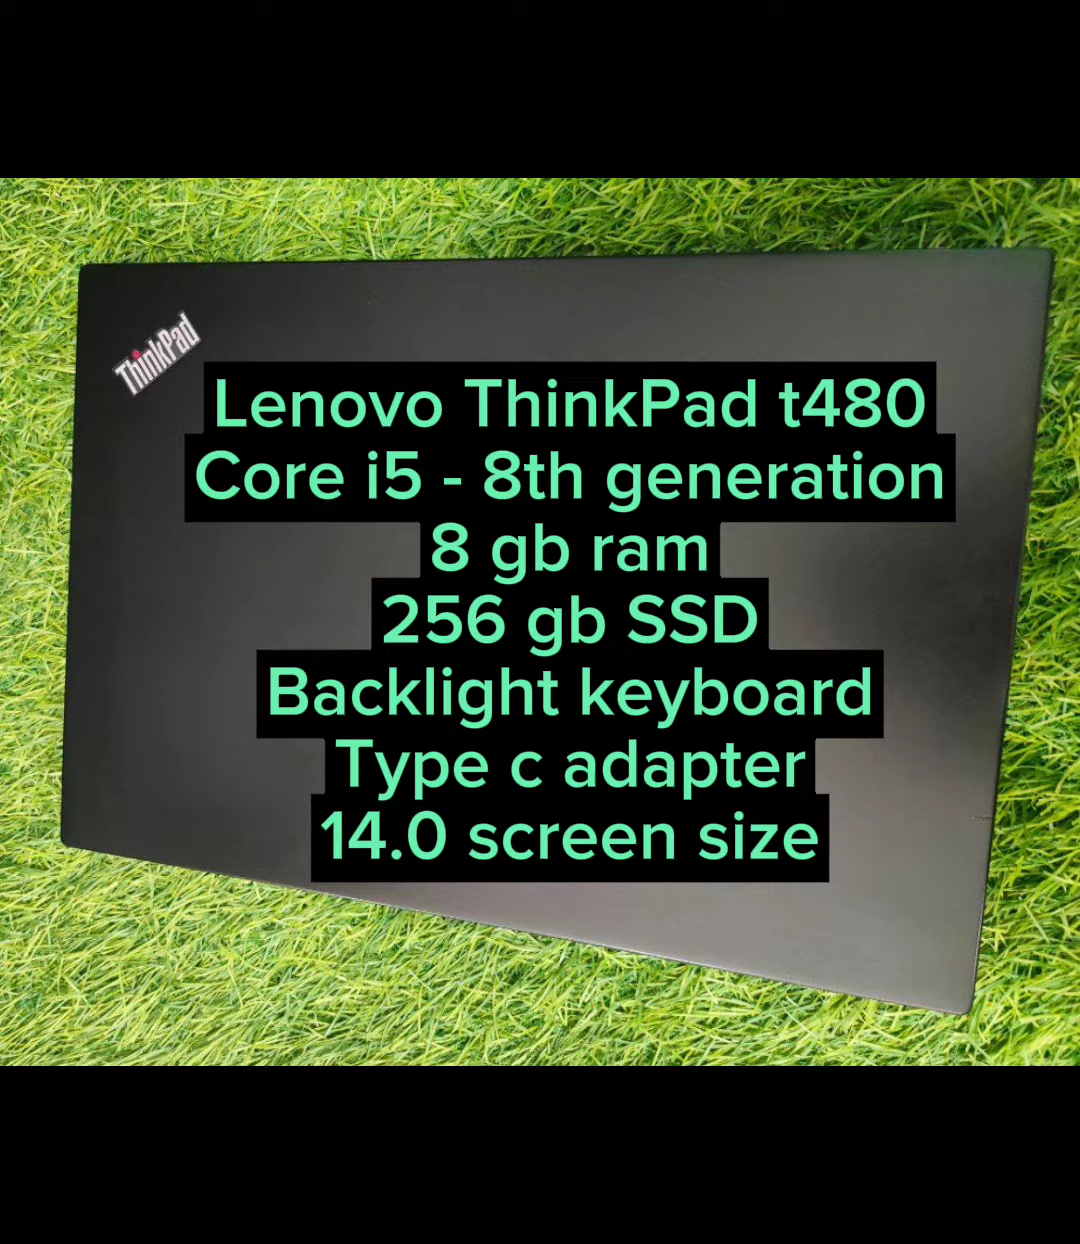 ThinkPad
Lenovo ThinkPad t480
Core i5 - 8th generation
8 gb ram
256 gb SSD
Backlight keyboard
Type c adapter
14.0 screen size